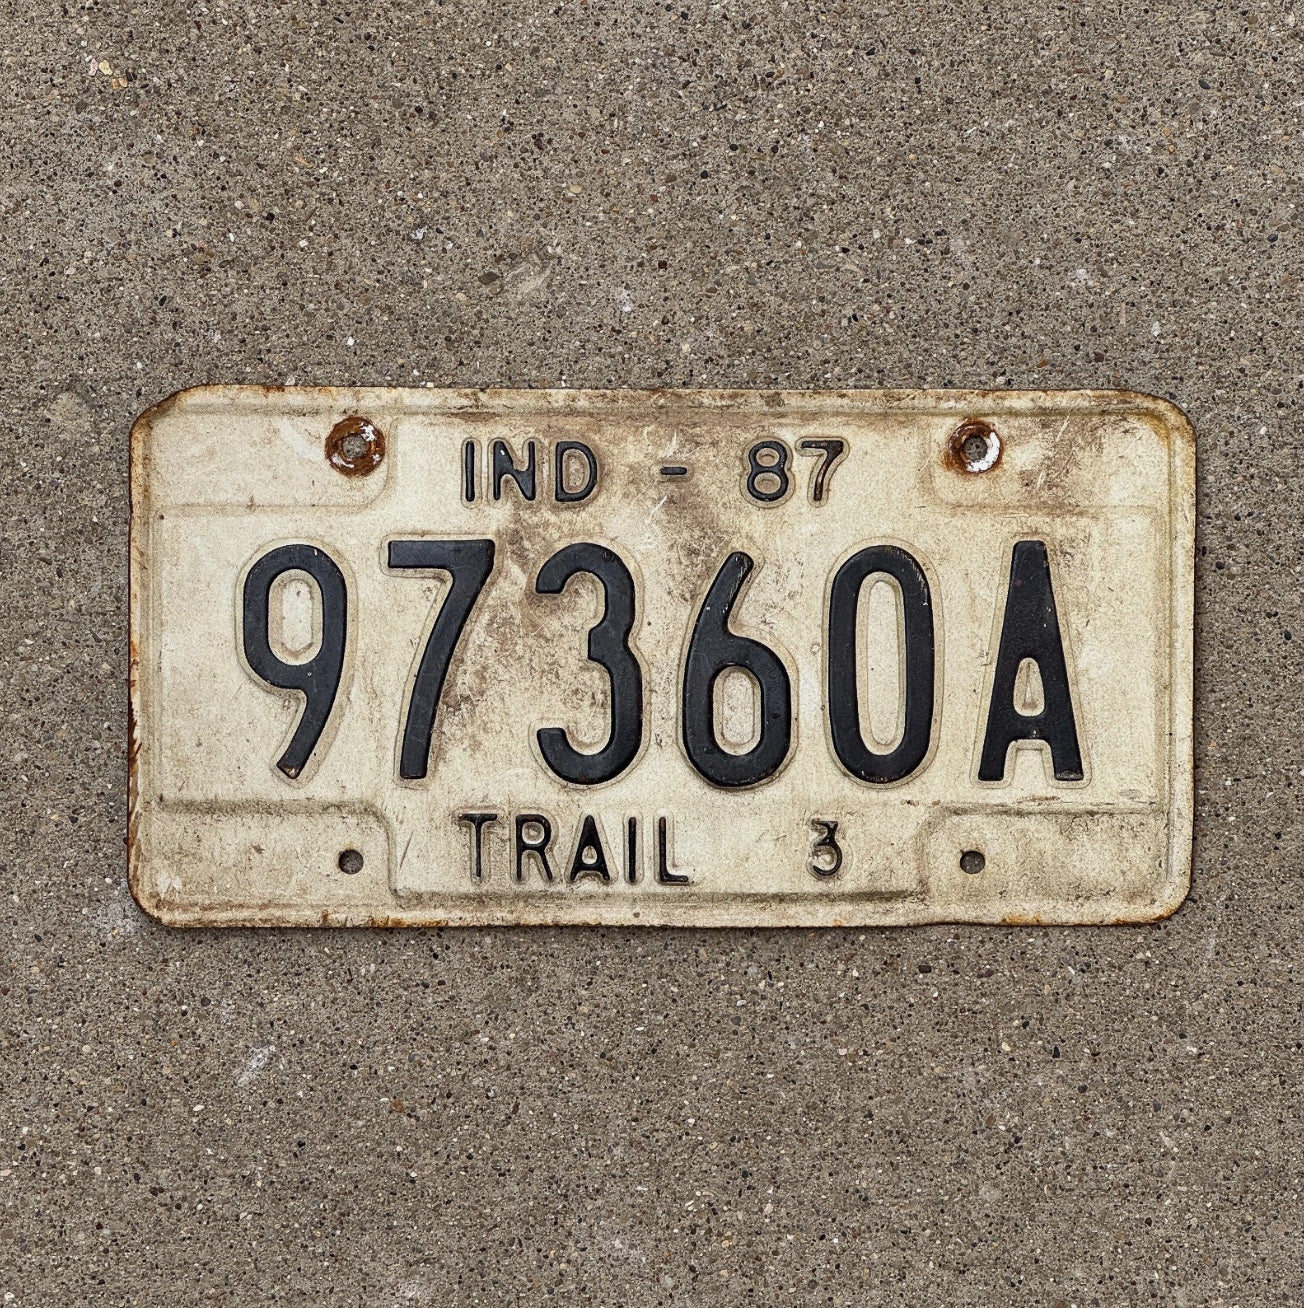 IND - 87
97360A
TRAIL 3